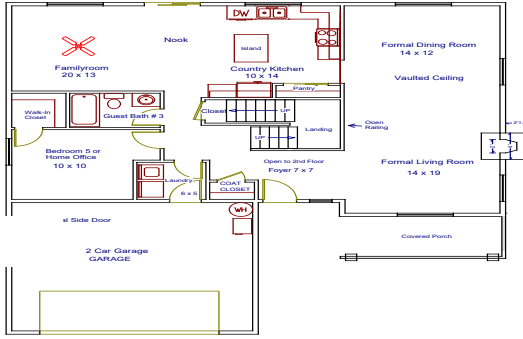 DW
Nook
Island
Formal Dining Room
14 x 12
Familyroom
20 x 13
Country Kitchen
10 x 14
Vaulted Ceiling
Pantry
Walk-In
Closet
Guest Bath # 3
Closet
UP
Landing
Open
Railing
UP
Bedroom 5 or
Home Office
10 x 10
Open to 2nd Floor
Foyer 7 x 7
Formal Living Room
14 x 19
Laundry
6 x 5
COAT
CLOSET
WH
Side Door
2 Car Garage
GARAGE
Covered Porch